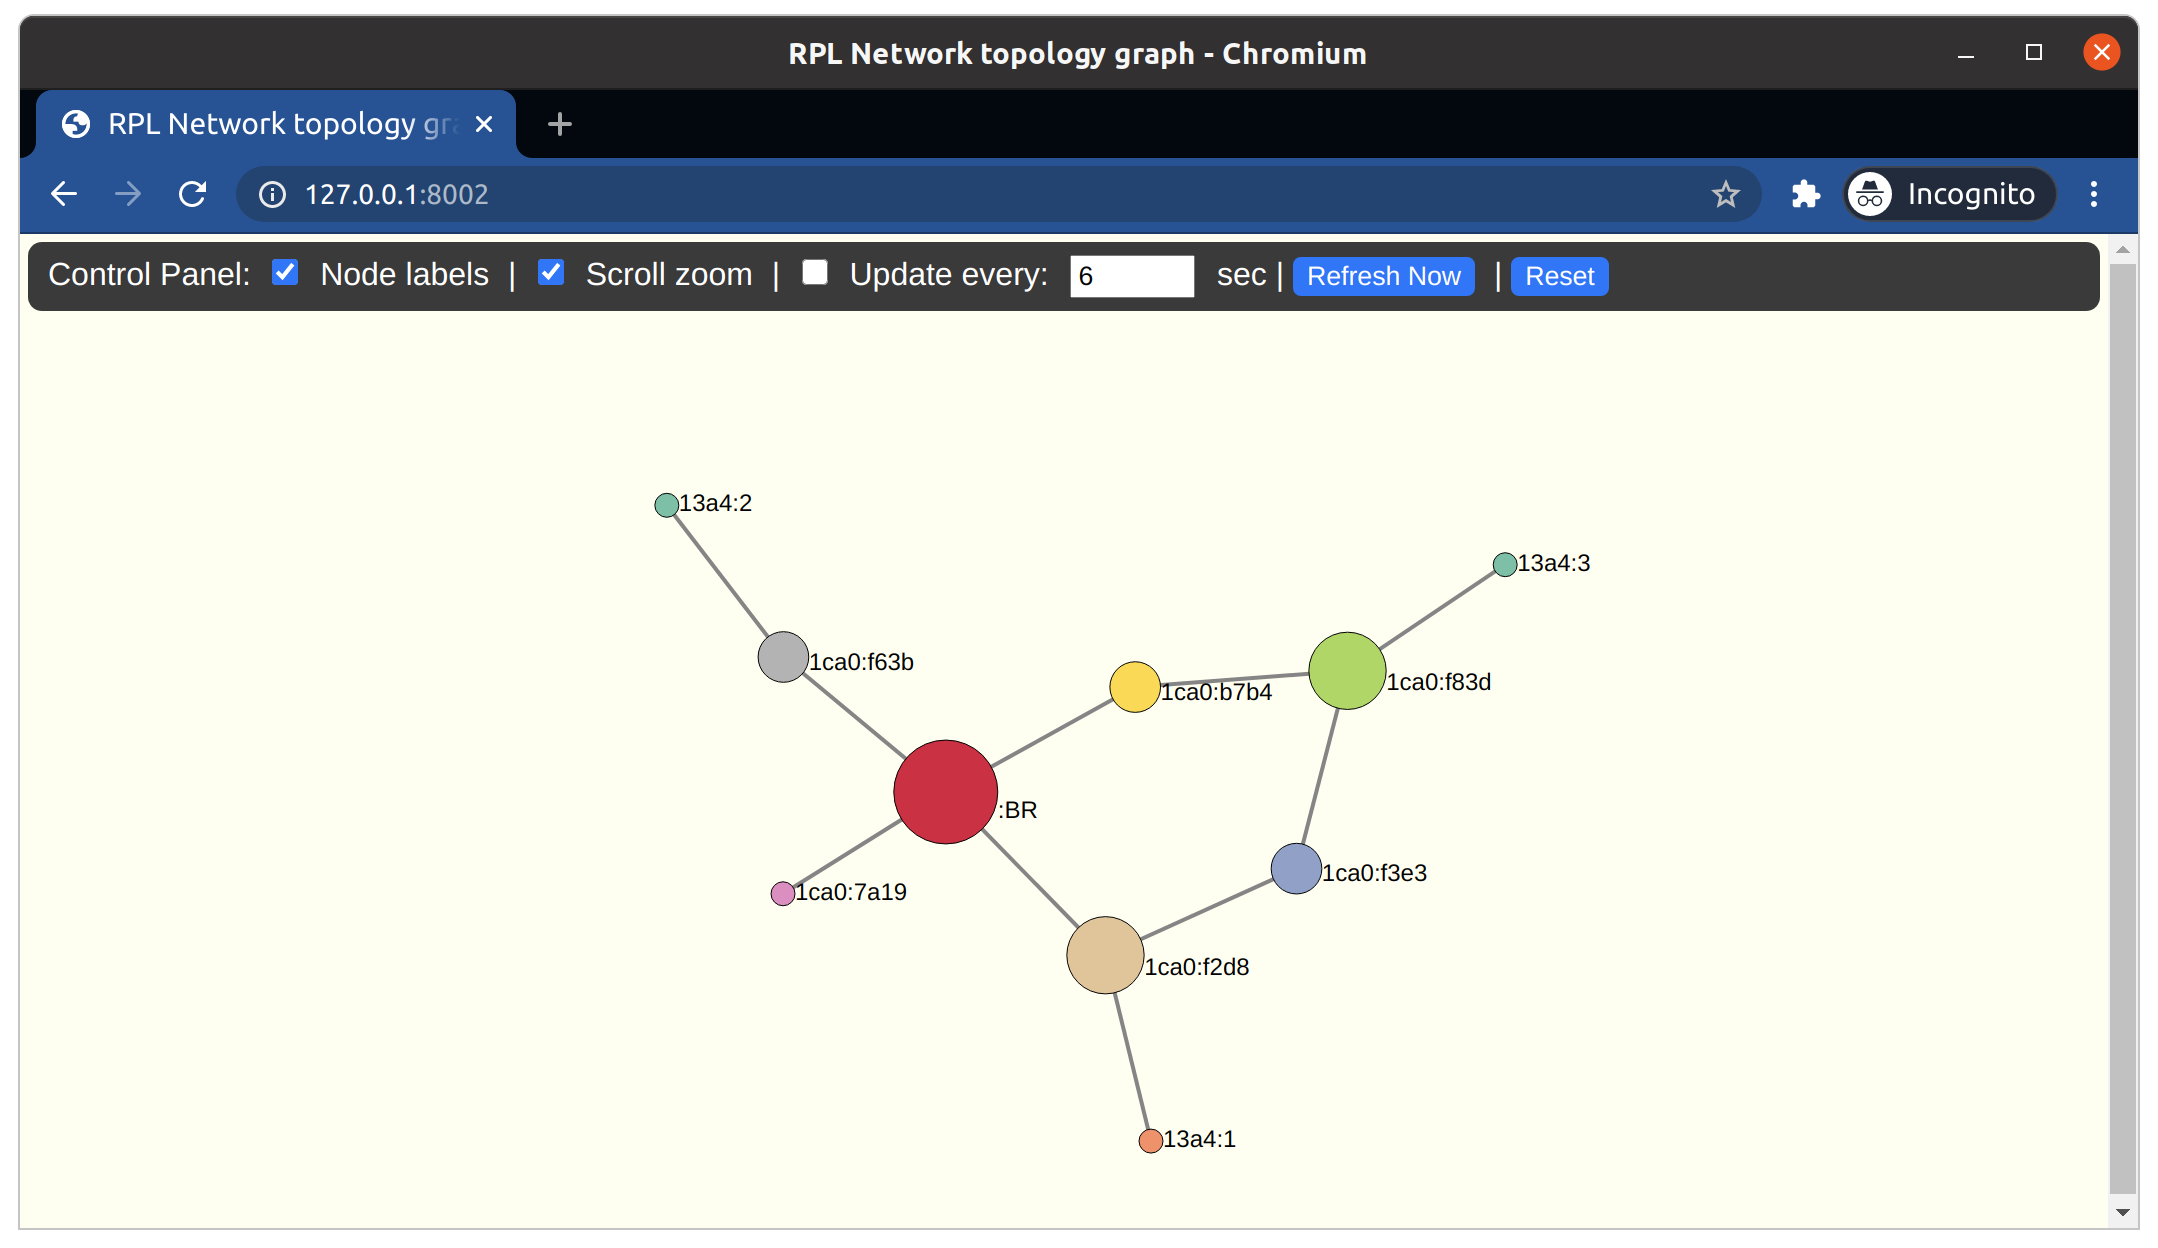 RPL Network topology graph - Chromium
RPL Network topology gra
127.0.0.1:8002
Incognito
Control Panel: Node labels | Scroll zoom | Update every: 6 sec | Refresh Now | Reset
13a4:2
13a4:3
1ca0:f63b
1ca0:b7b4
1ca0:f83d
:BR
1ca0:f3e3
1ca0:7a19
1ca0:f2d8
13a4:1